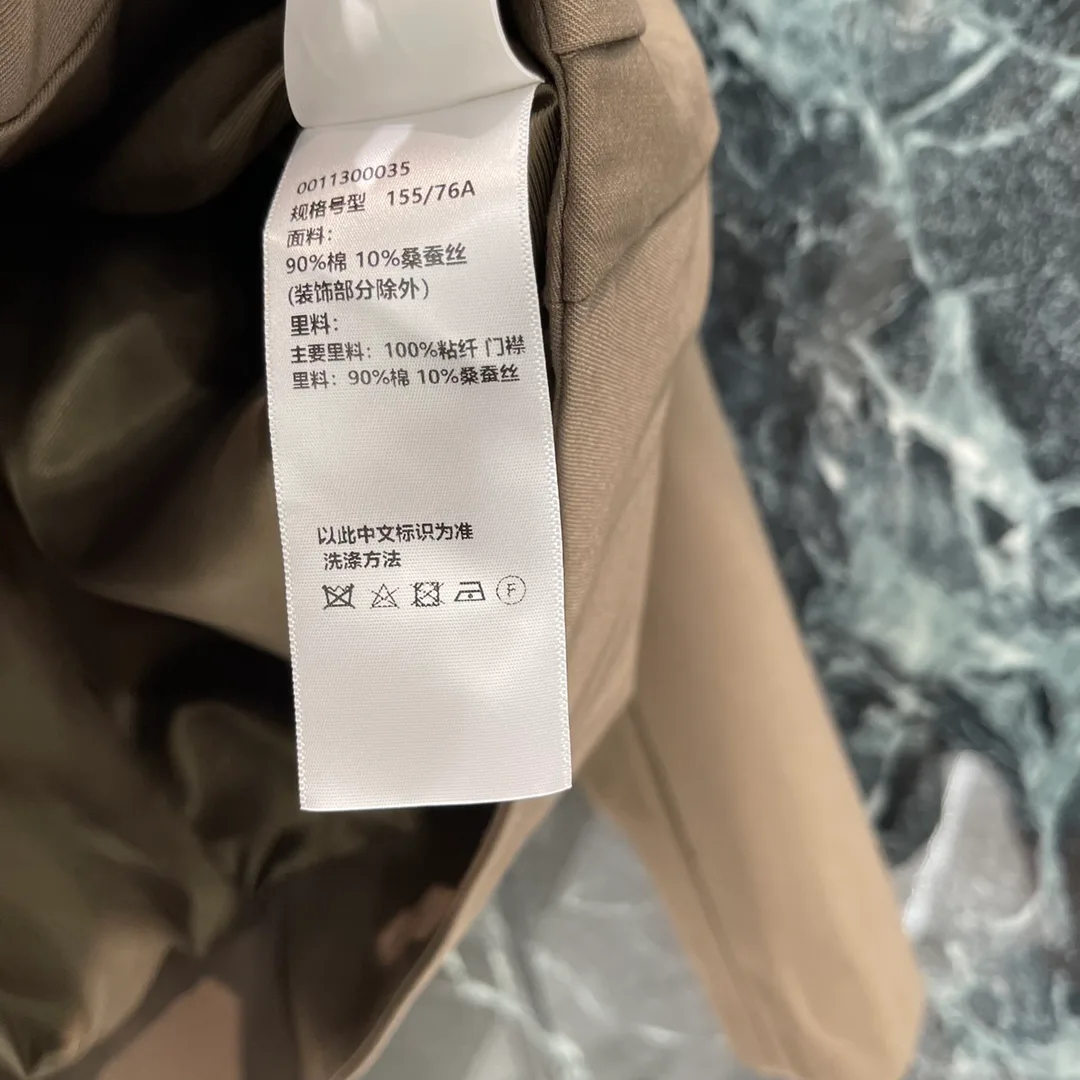 0011300035
规格号型 155/76A
面料：
90%棉 10%桑蚕丝
(装饰部分除外)
里料：
主要里料：100%粘纤 门襟
里料：90%棉 10%桑蚕丝
以此中文标识为准
洗涤方法
F